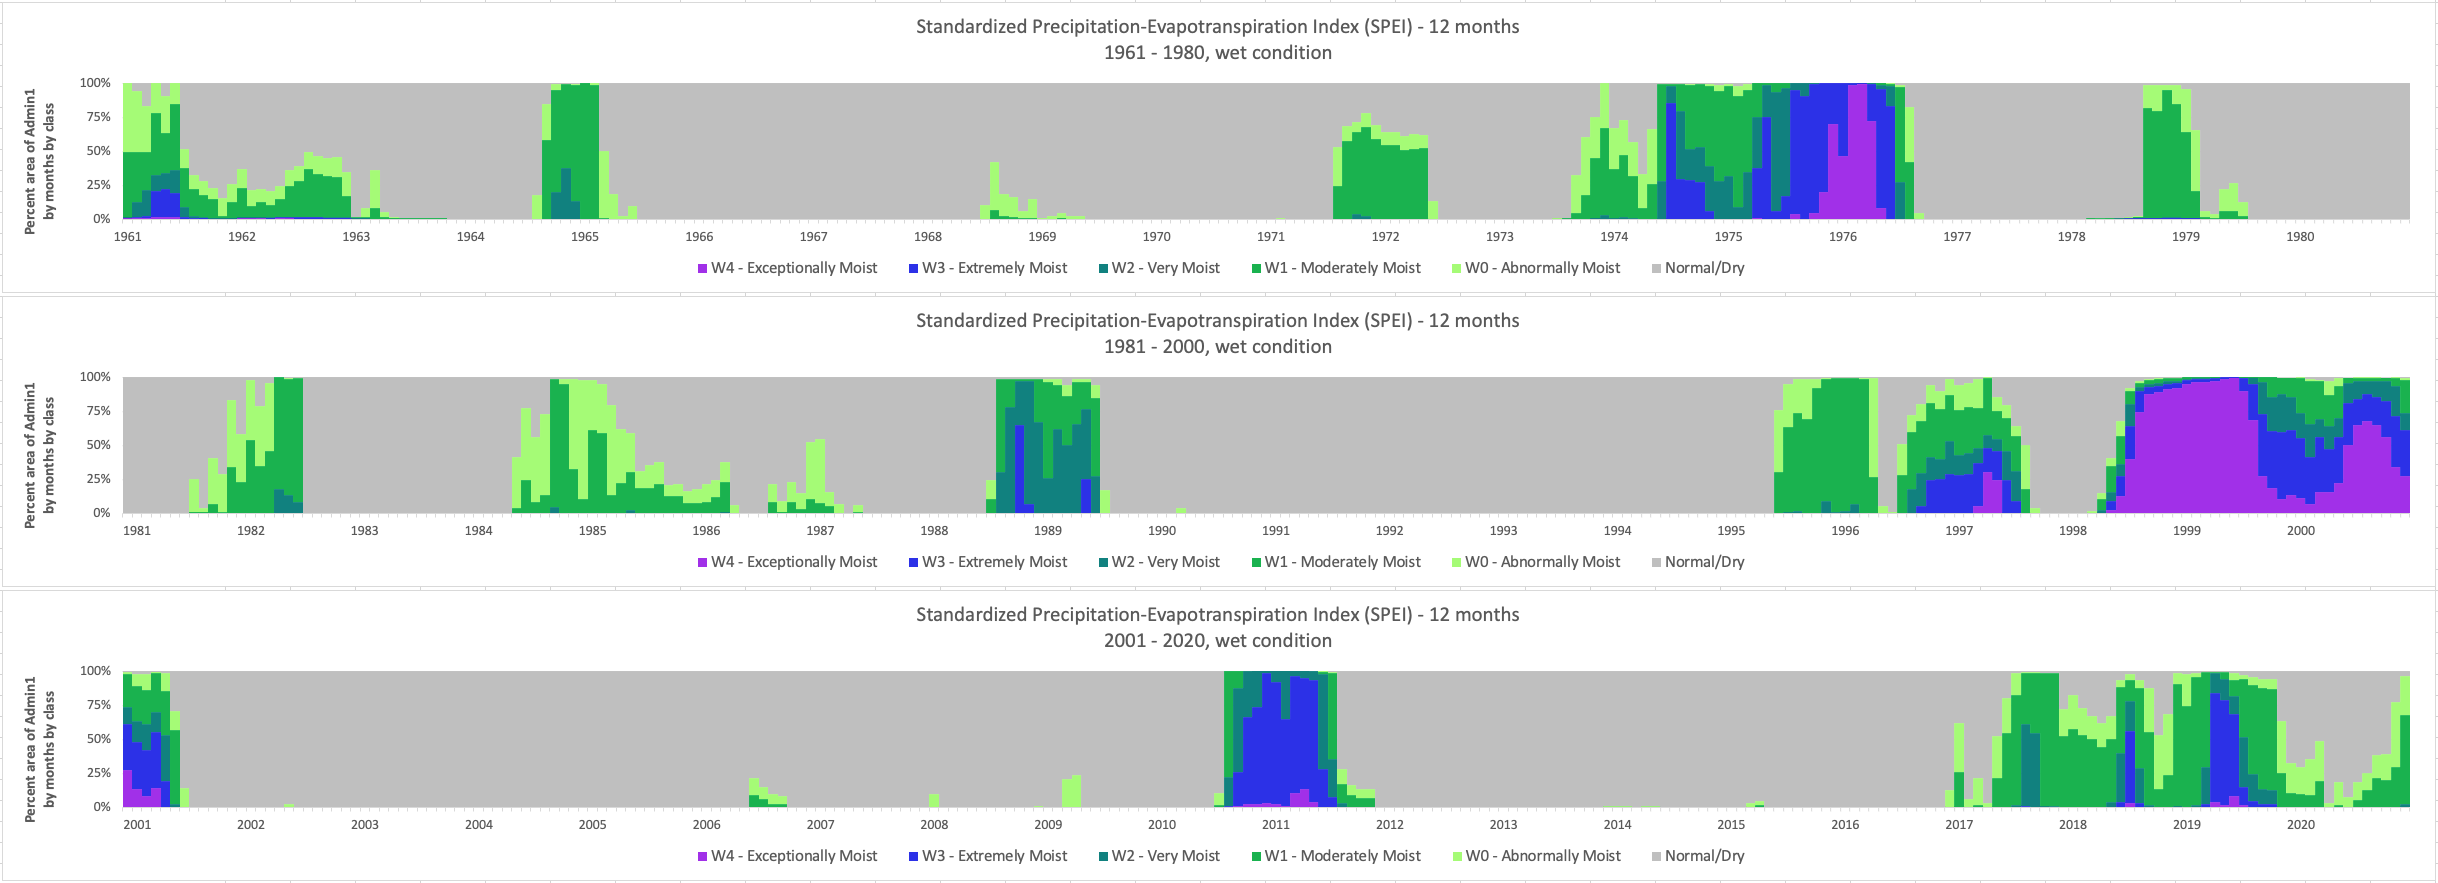 Standardized Precipitation-Evapotranspiration Index (SPEI) - 12 months
1961 - 1980, wet condition
Percent area of Admin1
by months by class
100%
75%
50%
25%
0%
1961 1962 1963 1964 1965 1966 1967 1968 1969 1970 1971 1972 1973 1974 1975 1976 1977 1978 1979 1980
W4 - Exceptionally Moist W3 - Extremely Moist W2 - Very Moist W1 - Moderately Moist W0 - Abnormally Moist Normal/Dry
Standardized Precipitation-Evapotranspiration Index (SPEI) - 12 months
1981 - 2000, wet condition
Percent area of Admin1
by months by class
100%
75%
50%
25%
0%
1981 1982 1983 1984 1985 1986 1987 1988 1989 1990 1991 1992 1993 1994 1995 1996 1997 1998 1999 2000
W4 - Exceptionally Moist W3 - Extremely Moist W2 - Very Moist W1 - Moderately Moist W0 - Abnormally Moist Normal/Dry
Standardized Precipitation-Evapotranspiration Index (SPEI) - 12 months
2001 - 2020, wet condition
Percent area of Admin1
by months by class
100%
75%
50%
25%
0%
2001 2002 2003 2004 2005 2006 2007 2008 2009 2010 2011 2012 2013 2014 2015 2016 2017 2018 2019 2020
W4 - Exceptionally Moist W3 - Extremely Moist W2 - Very Moist W1 - Moderately Moist W0 - Abnormally Moist Normal/Dry